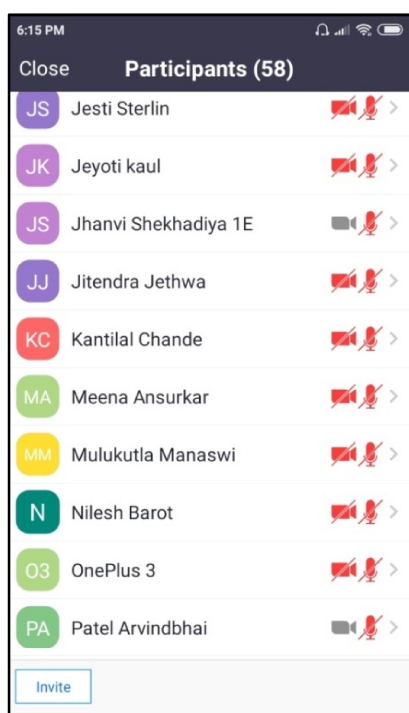 6:15 PM
Close Participants (58)
JS Jesti Sterlin
JK Jeyoti kaul
JS Jhanvi Shekhadiya 1E
JJ Jitendra Jethwa
KC Kantilal Chande
MA Meena Ansurkar
MM Mulukutla Manaswi
N Nilesh Barot
O3 OnePlus 3
PA Patel Arvindbhai
Invite